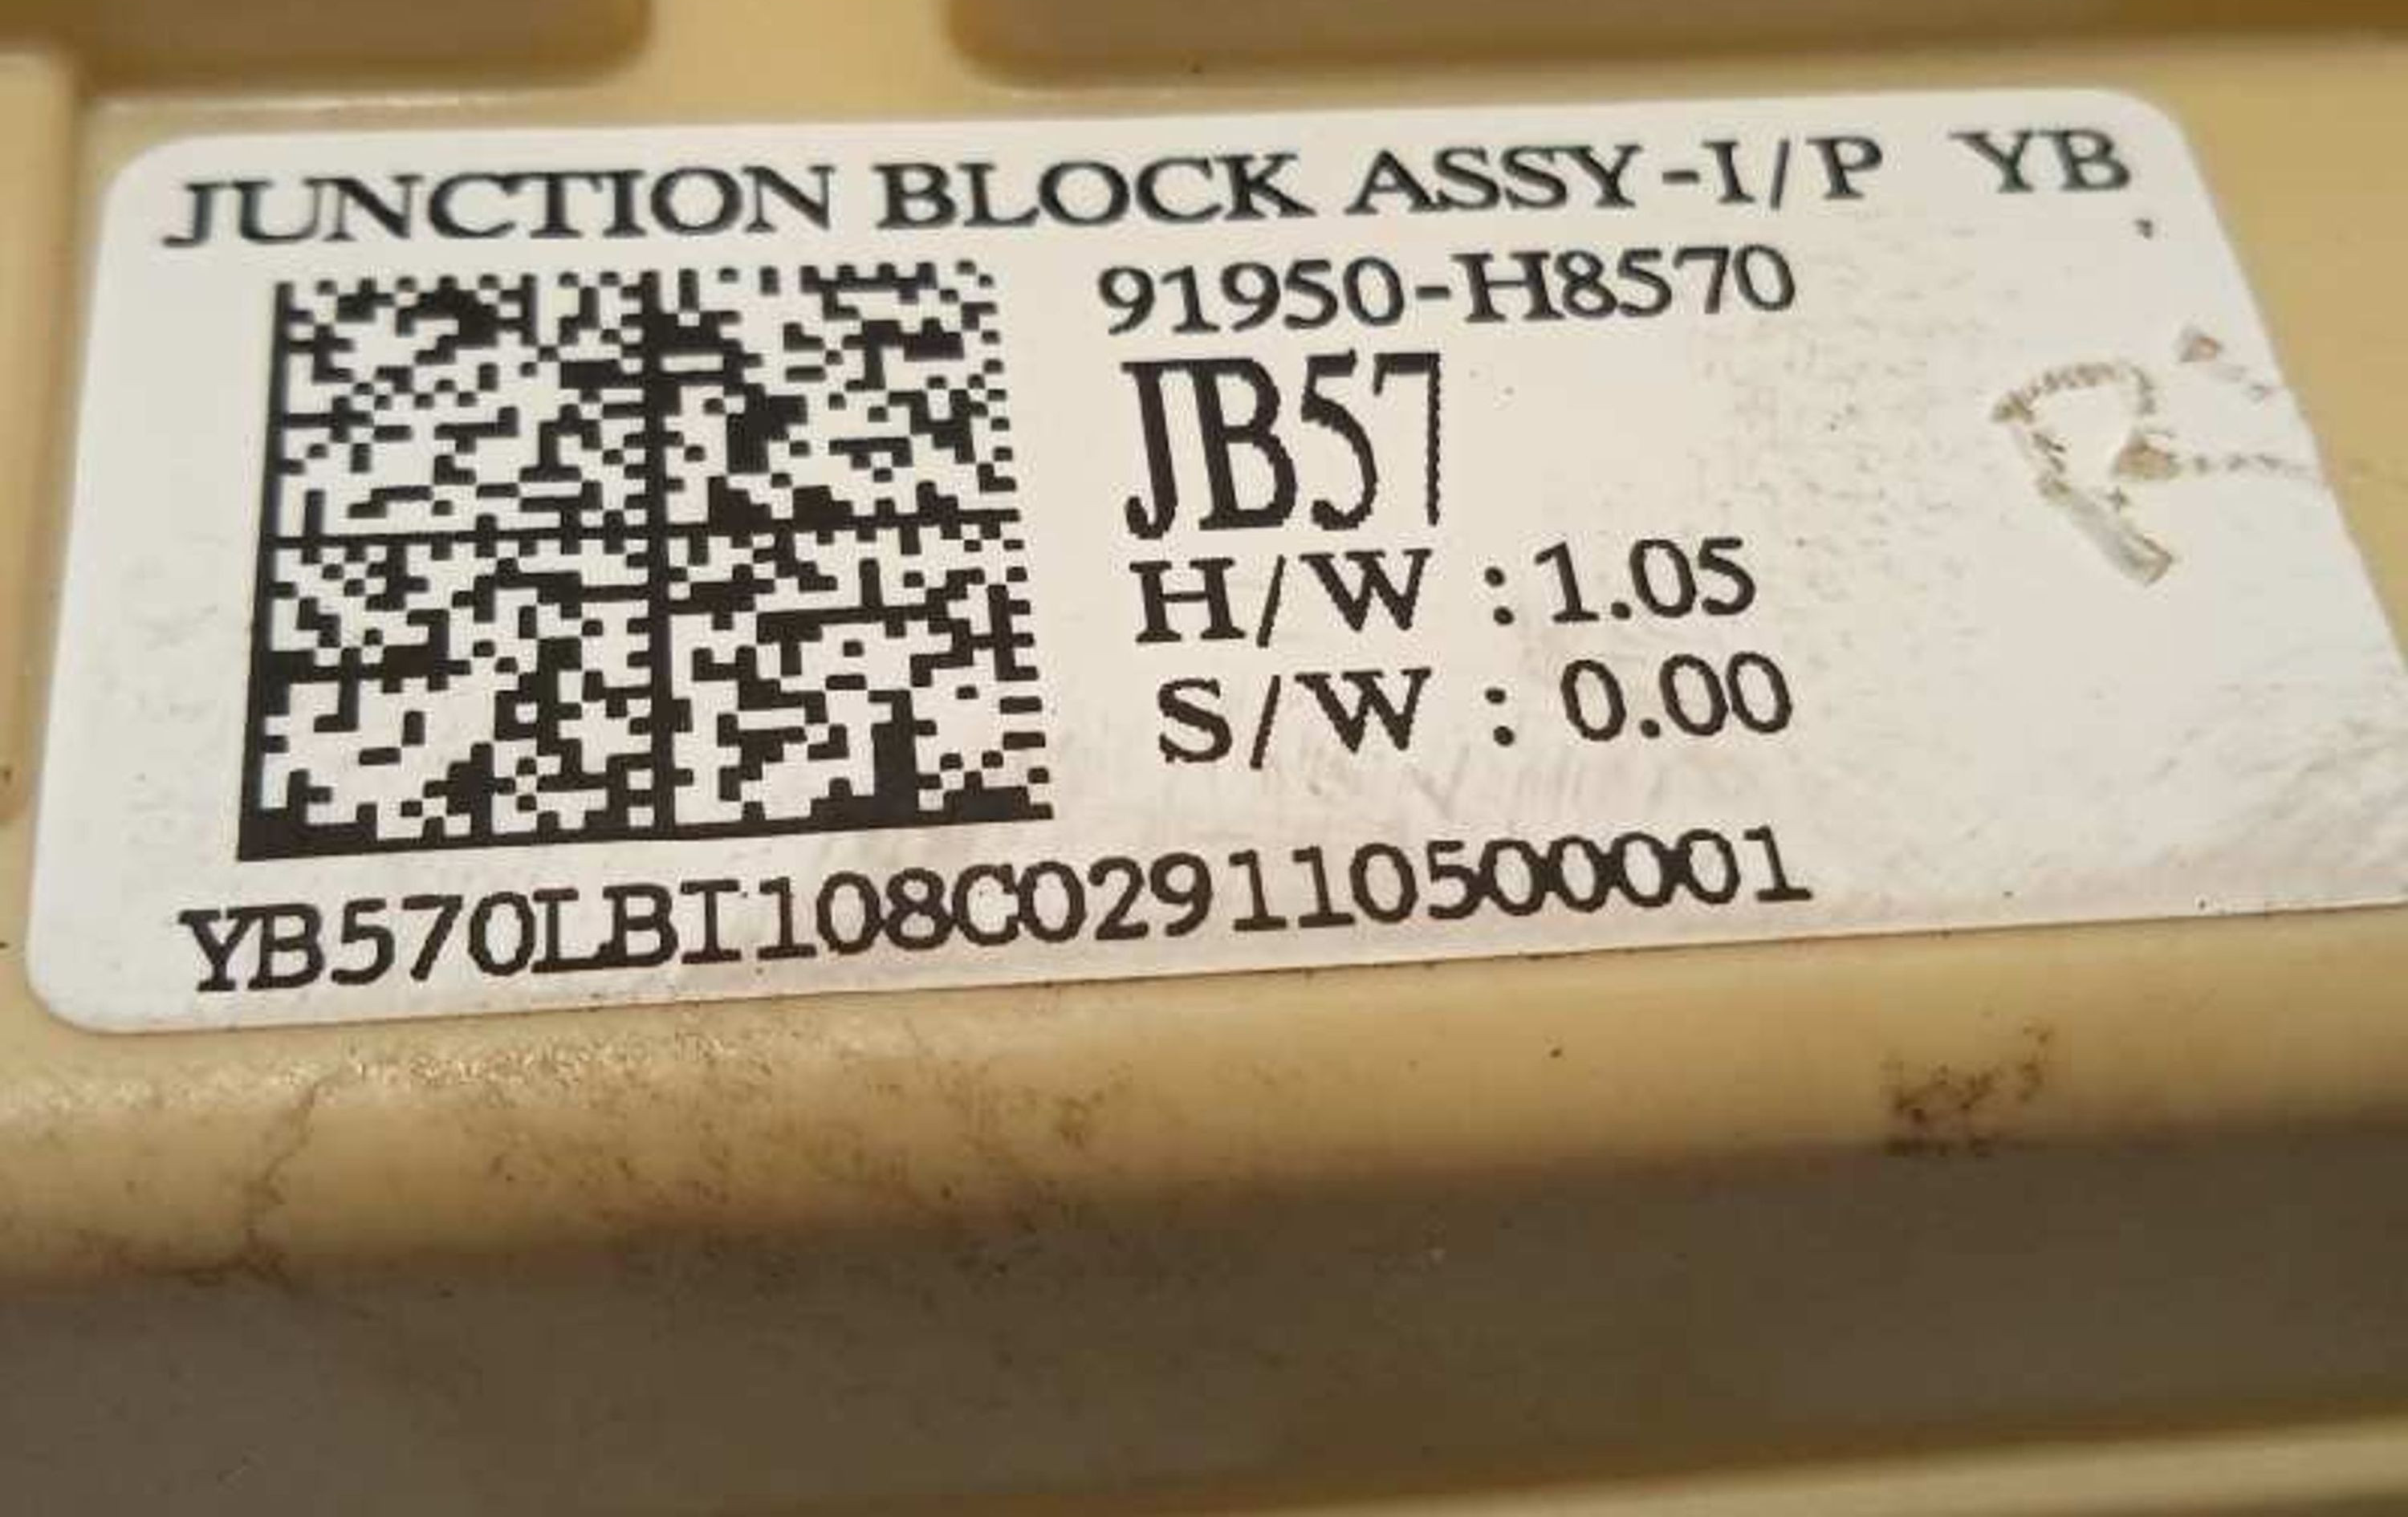 JUNCTION BLOCK ASSY-I/P YB
91950-H8570
JB57
H/W : 1.05
S/W : 0.00
YB570LBI108C029110500001